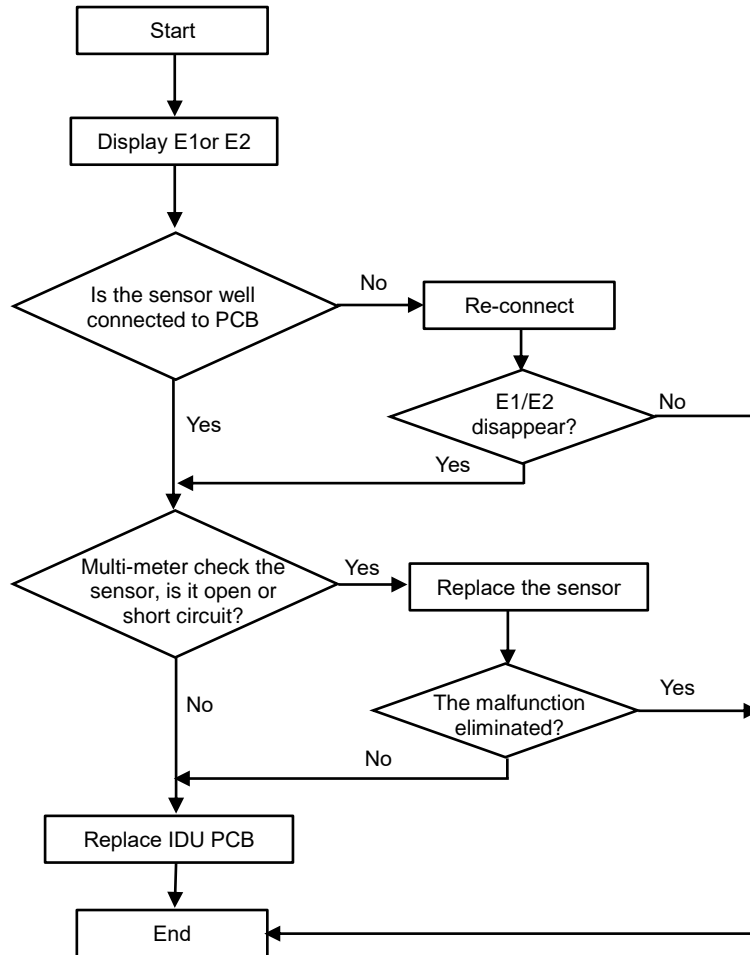 Start
Display E1or E2
Is the sensor well
connected to PCB
No
Re-connect
E1/E2
disappear?
No
Yes
Yes
Multi-meter check the
sensor, is it open or
short circuit?
Yes
Replace the sensor
The malfunction
eliminated?
Yes
No
No
Replace IDU PCB
End